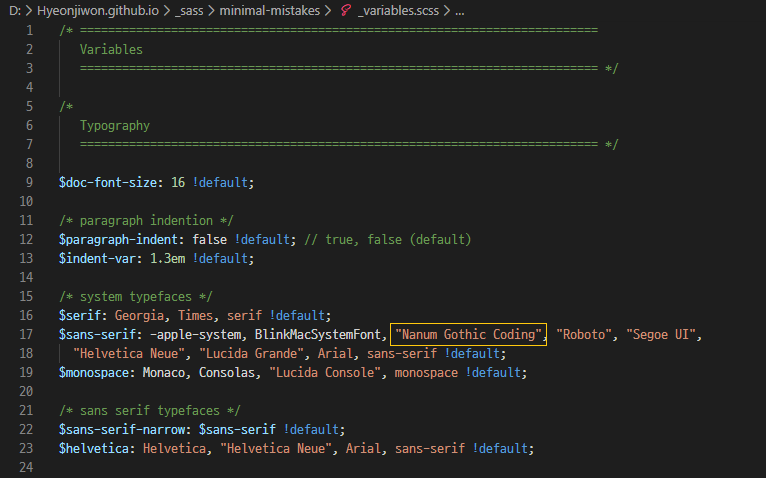 D: > Hyeonjiwon.github.io > _sass > minimal-mistakes > _variables.scss > ...
1 /* ==========================================================================
2 Variables
3 ========================================================================== */
4
5 /*
6 Typography
7 ========================================================================== */
8
9 $doc-font-size: 16 !default;
10
11 /* paragraph indention */
12 $paragraph-indent: false !default; // true, false (default)
13 $indent-var: 1.3em !default;
14
15 /* system typefaces */
16 $serif: Georgia, Times, serif !default;
17 $sans-serif: -apple-system, BlinkMacSystemFont, "Nanum Gothic Coding", "Roboto", "Segoe UI",
18 "Helvetica Neue", "Lucida Grande", Arial, sans-serif !default;
19 $monospace: Monaco, Consolas, "Lucida Console", monospace !default;
20
21 /* sans serif typefaces */
22 $sans-serif-narrow: $sans-serif !default;
23 $helvetica: Helvetica, "Helvetica Neue", Arial, sans-serif !default;
24